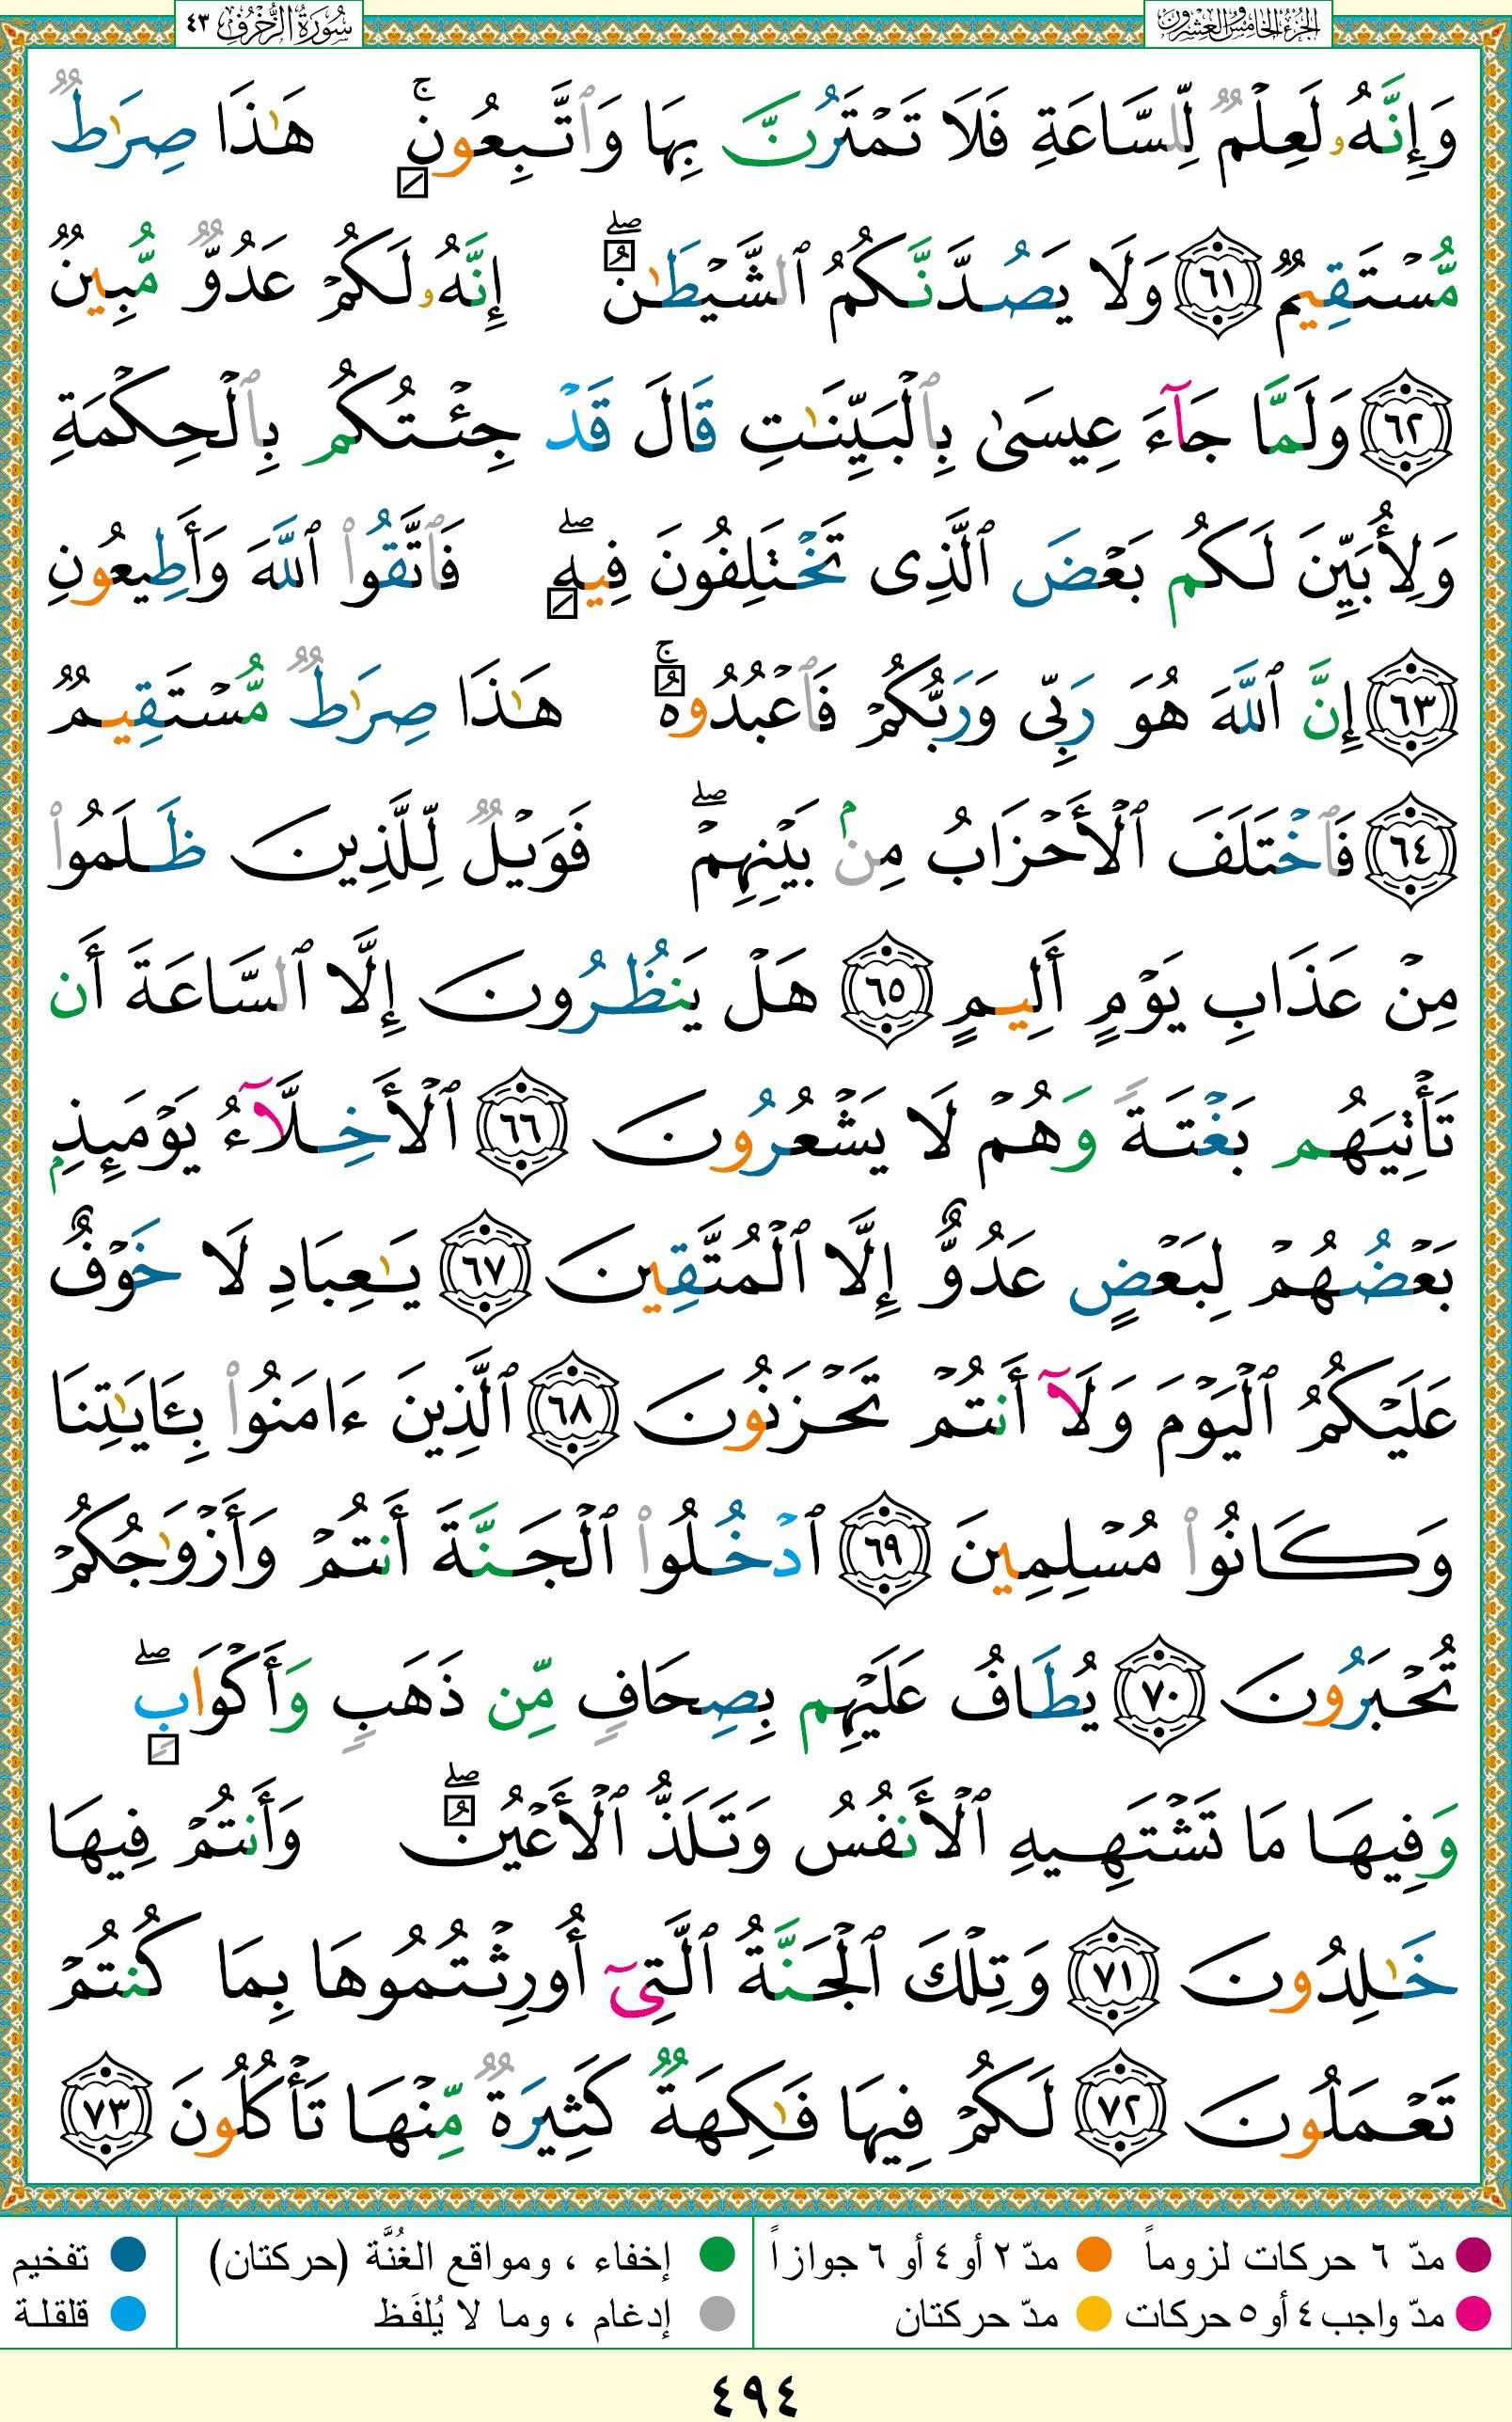 الجزء الخامس والعشرون
سُورَةُ الزُّخْرُفِ ٤٣
وَإِنَّهُۥ لَعِلۡمٌ لِّلسَّاعَةِ فَلَا تَمۡتَرُنَّ بِهَا وَٱتَّبِعُونِۚ هَٰذَا صِرَٰطٌ
مُّسۡتَقِيمٌ ٦١ وَلَا يَصُدَّنَّكُمُ ٱلشَّيۡطَٰنُۖ إِنَّهُۥ لَكُمۡ عَدُوٌّ مُّبِينٌ
٦٢ وَلَمَّا جَآءَ عِيسَىٰ بِٱلۡبَيِّنَٰتِ قَالَ قَدۡ جِئۡتُكُم بِٱلۡحِكۡمَةِ
وَلِأُبَيِّنَ لَكُم بَعۡضَ ٱلَّذِى تَخۡتَلِفُونَ فِيهِۖ فَٱتَّقُوا۟ ٱللَّهَ وَأَطِيعُونِ
٦٣ إِنَّ ٱللَّهَ هُوَ رَبِّى وَرَبُّكُمۡ فَٱعۡبُدُوهُۚ هَٰذَا صِرَٰطٌ مُّسۡتَقِيمٌ
٦٤ فَٱخۡتَلَفَ ٱلۡأَحۡزَابُ مِنۢ بَيۡنِهِمۡۖ فَوَيۡلٌ لِّلَّذِينَ ظَلَمُوا۟
مِنۡ عَذَابِ يَوۡمٍ أَلِيمٍ ٦٥ هَلۡ يَنظُرُونَ إِلَّا ٱلسَّاعَةَ أَن
تَأۡتِيَهُم بَغۡتَةً وَهُمۡ لَا يَشۡعُرُونَ ٦٦ ٱلۡأَخِلَّآءُ يَوۡمَئِذِۭ
بَعۡضُهُمۡ لِبَعۡضٍ عَدُوٌّ إِلَّا ٱلۡمُتَّقِينَ ٦٧ يَٰعِبَادِ لَا خَوۡفٌ
عَلَيۡكُمُ ٱلۡيَوۡمَ وَلَآ أَنتُمۡ تَحۡزَنُونَ ٦٨ ٱلَّذِينَ ءَامَنُوا۟ بِـَٔايَٰتِنَا
وَكَانُوا۟ مُسۡلِمِينَ ٦٩ ٱدۡخُلُوا۟ ٱلۡجَنَّةَ أَنتُمۡ وَأَزۡوَٰجُكُمۡ
تُحۡبَرُونَ ٧٠ يُطَافُ عَلَيۡهِم بِصِحَافٍ مِّن ذَهَبٍ وَأَكۡوَابٍۖ
وَفِيهَا مَا تَشۡتَهِيهِ ٱلۡأَنفُسُ وَتَلَذُّ ٱلۡأَعۡيُنُۖ وَأَنتُمۡ فِيهَا
خَٰلِدُونَ ٧١ وَتِلۡكَ ٱلۡجَنَّةُ ٱلَّتِىٓ أُورِثۡتُمُوهَا بِمَا كُنتُمۡ
تَعۡمَلُونَ ٧٢ لَكُمۡ فِيهَا فَٰكِهَةٌ كَثِيرَةٌ مِّنۡهَا تَأۡكُلُونَ ٧٣
مدّ ٦ حركات لزوماً مدّ ٢ أو ٤ أو ٦ جوازاً إخفاء ، ومواقع الغُنَّة (حركتان) تفخيم
مدّ واجب ٤ أو ٥ حركات مدّ حركتان إدغام ، وما لا يُلفَظ قلقلة
٤٩٤